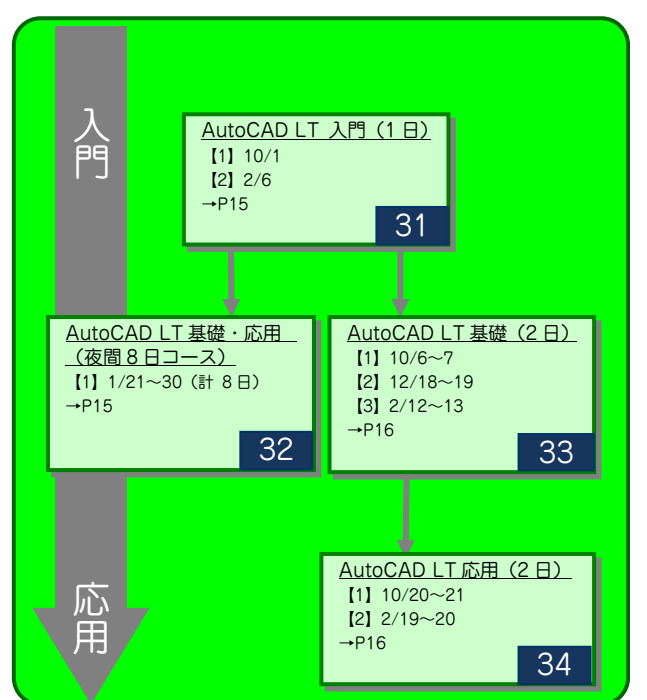 入門
AutoCAD LT 入門（1 日）
【1】10/1
【2】2/6
→P15
31
AutoCAD LT 基礎・応用
（夜間 8 日コース）
【1】1/21～30（計 8 日）
→P15
32
AutoCAD LT 基礎（2 日）
【1】10/6～7
【2】12/18～19
【3】2/12～13
→P16
33
応用
AutoCAD LT 応用（2 日）
【1】10/20～21
【2】2/19～20
→P16
34